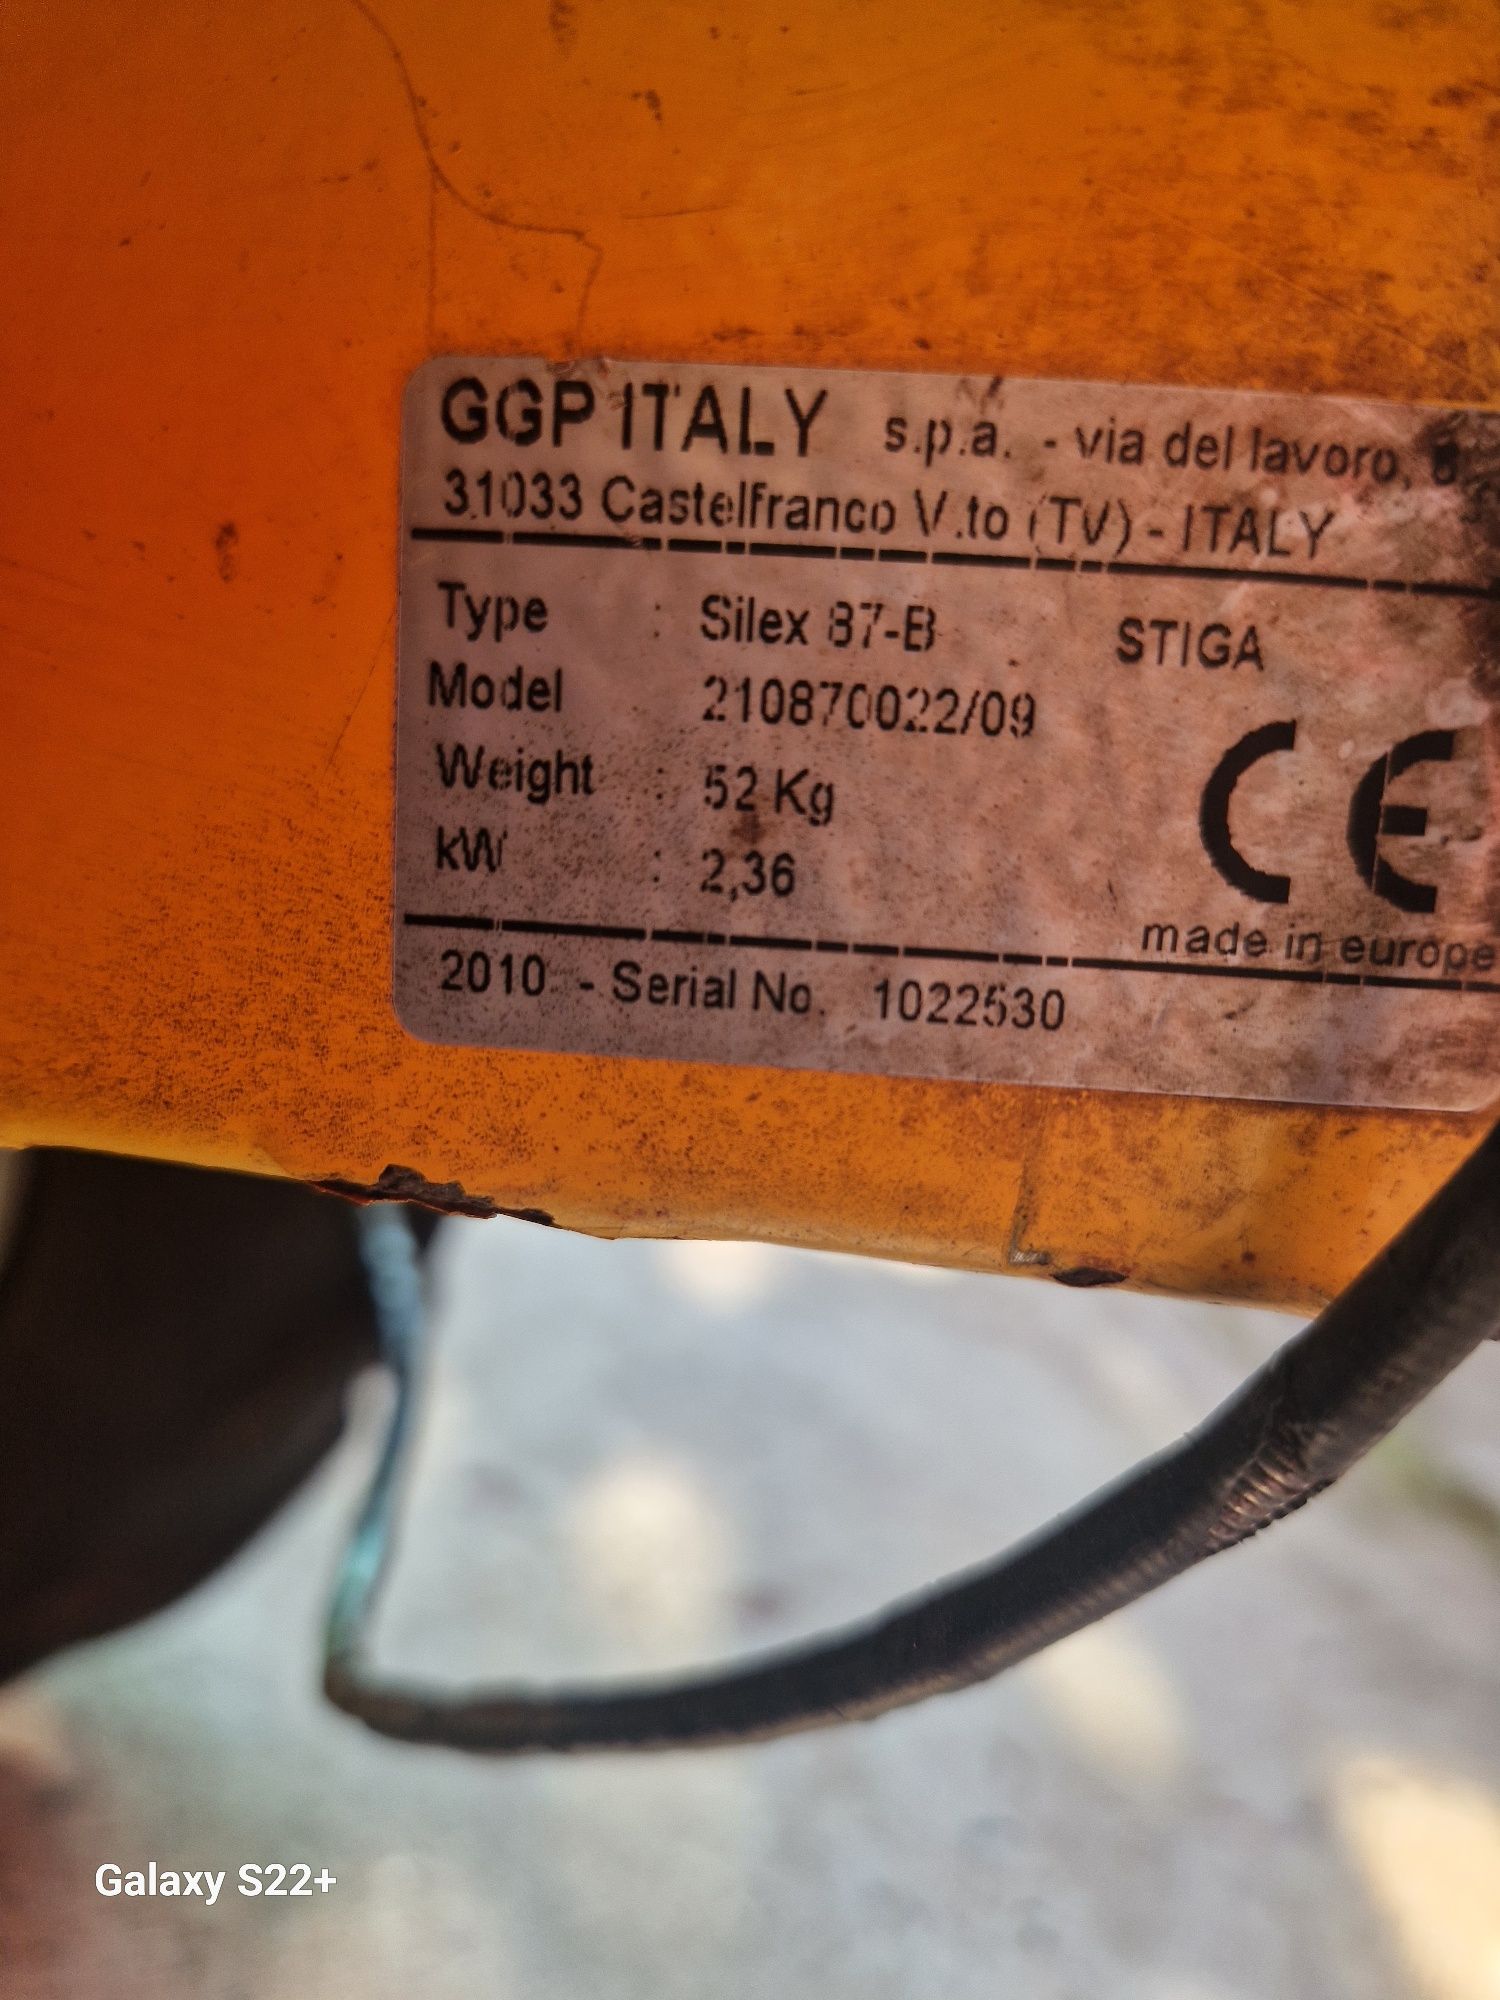 GGP ITALY s.p.a. - via del lavoro,
31033 Castelfranco V.to (TV) - ITALY
Type : Silex 87-B STIGA
Model 210870022/09
Weight : 52 Kg
kW : 2,36
CE
made in europe
2010 - Serial No. 1022530
Galaxy S22+